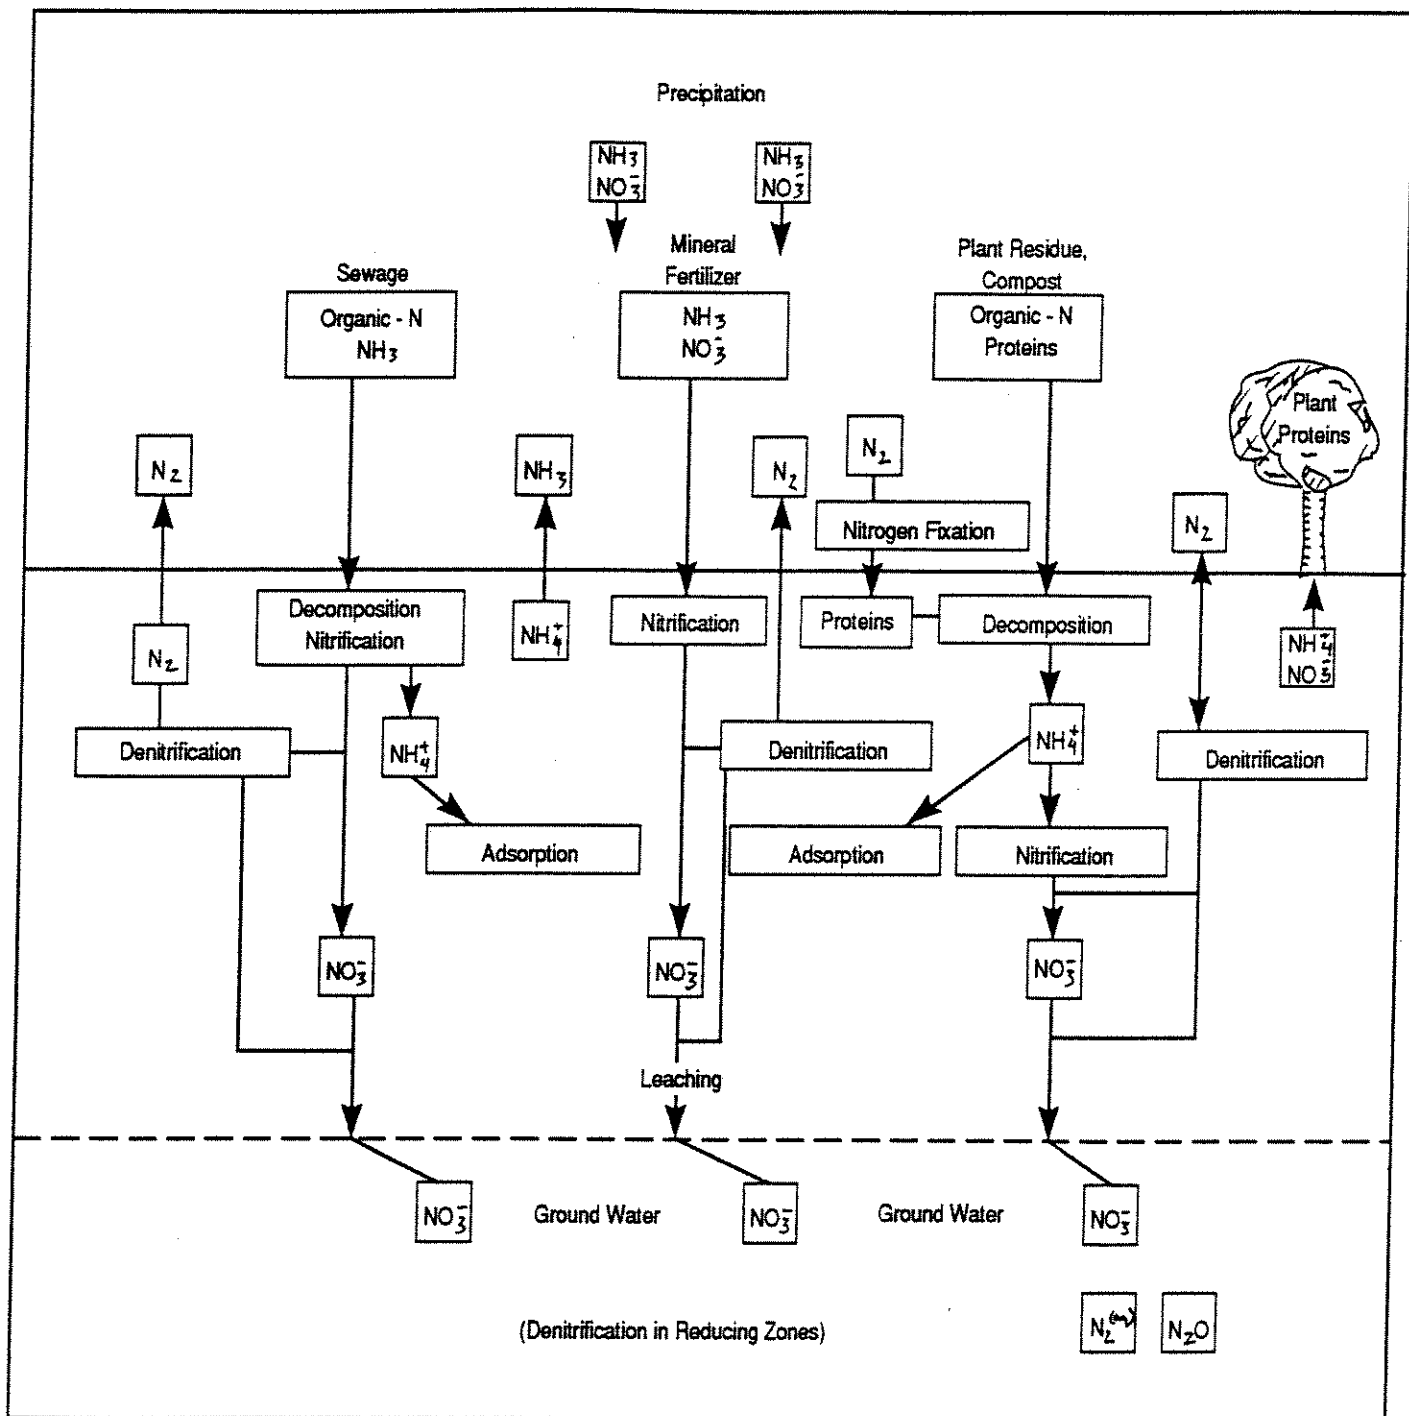 Precipitation
NH₃
NO₃⁻
NH₃
NO₃⁻
Sewage
Organic - N
NH₃
Mineral
Fertilizer
NH₃
NO₃⁻
Plant Residue,
Compost
Organic - N
Proteins
Plant
Proteins
N₂
NH₃
N₂
N₂
Nitrogen Fixation
N₂
Decomposition
Nitrification
N₂
NH₄⁺
Nitrification
Proteins
Decomposition
NH₄⁺
NO₃⁻
Denitrification
NH₄⁺
Denitrification
NH₄⁺
Denitrification
Adsorption
Adsorption
Nitrification
NO₃⁻
NO₃⁻
NO₃⁻
Leaching
NO₃⁻
Ground Water
NO₃⁻
Ground Water
NO₃⁻
(Denitrification in Reducing Zones)
N₂(aq)
N₂O